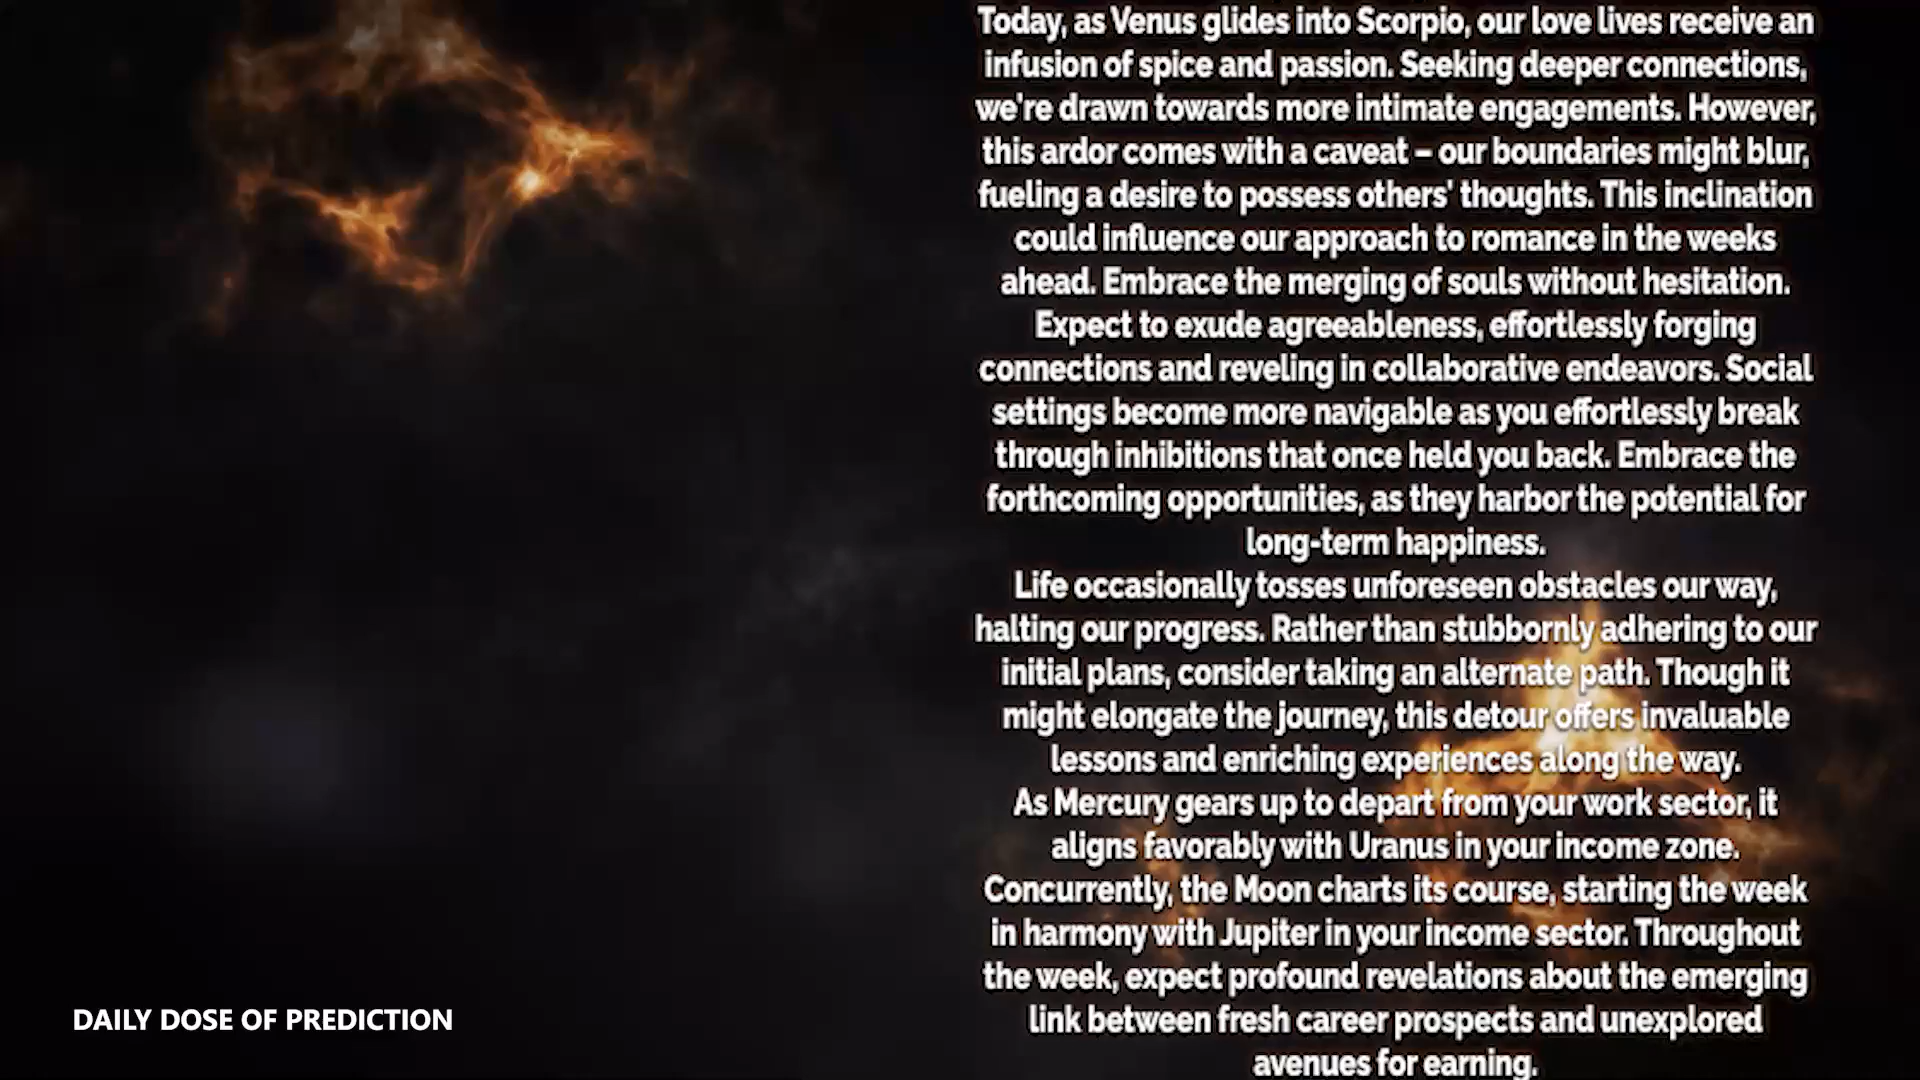 Today, as Venus glides into Scorpio, our love lives receive an
infusion of spice and passion. Seeking deeper connections,
we're drawn towards more intimate engagements. However,
this ardor comes with a caveat – our boundaries might blur,
fueling a desire to possess others' thoughts. This inclination
could influence our approach to romance in the weeks
ahead. Embrace the merging of souls without hesitation.
Expect to exude agreeableness, effortlessly forging
connections and reveling in collaborative endeavors. Social
settings become more navigable as you effortlessly break
through inhibitions that once held you back. Embrace the
forthcoming opportunities, as they harbor the potential for
long-term happiness.
Life occasionally tosses unforeseen obstacles our way,
halting our progress. Rather than stubbornly adhering to our
initial plans, consider taking an alternate path. Though it
might elongate the journey, this detour offers invaluable
lessons and enriching experiences along the way.
As Mercury gears up to depart from your work sector, it
aligns favorably with Uranus in your income zone.
Concurrently, the Moon charts its course, starting the week
in harmony with Jupiter in your income sector. Throughout
the week, expect profound revelations about the emerging
link between fresh career prospects and unexplored
avenues for earning.
DAILY DOSE OF PREDICTION